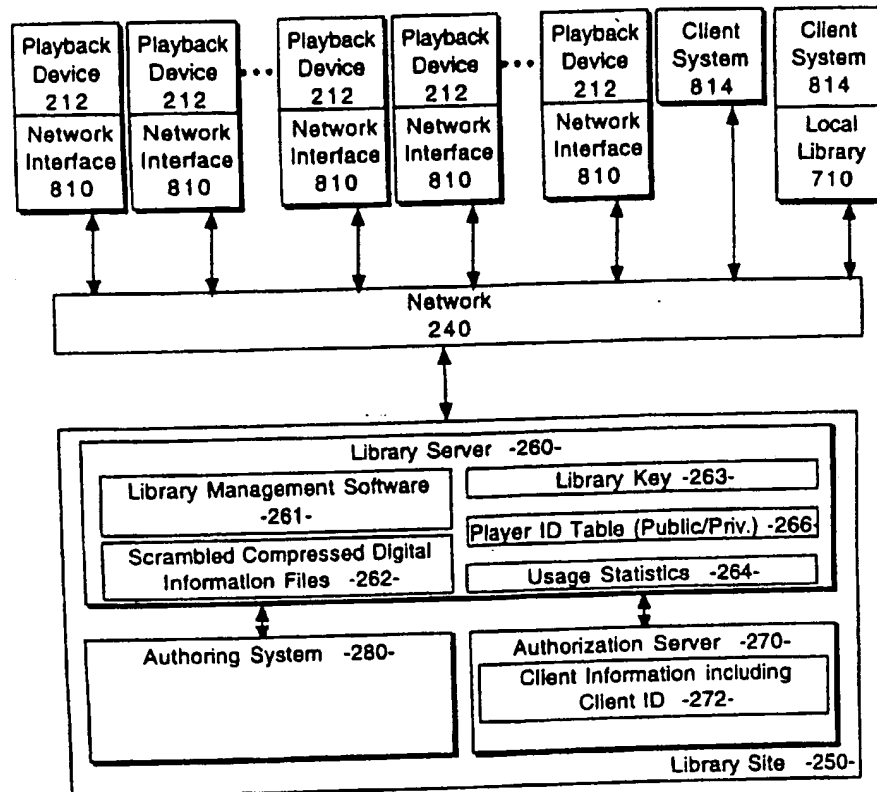 Playback Device 212
Network Interface 810
Playback Device 212
Network Interface 810
Playback Device 212
Network Interface 810
Playback Device 212
Network Interface 810
Playback Device 212
Network Interface 810
Client System 814
Client System 814
Local Library 710
Network
240
Library Server -260-
Library Management Software
-261-
Scrambled Compressed Digital
Information Files -262-
Library Key -263-
Player ID Table (Public/Priv.) -266-
Usage Statistics -264-
Authoring System -280-
Authorization Server -270-
Client Information including
Client ID -272-
Library Site -250-